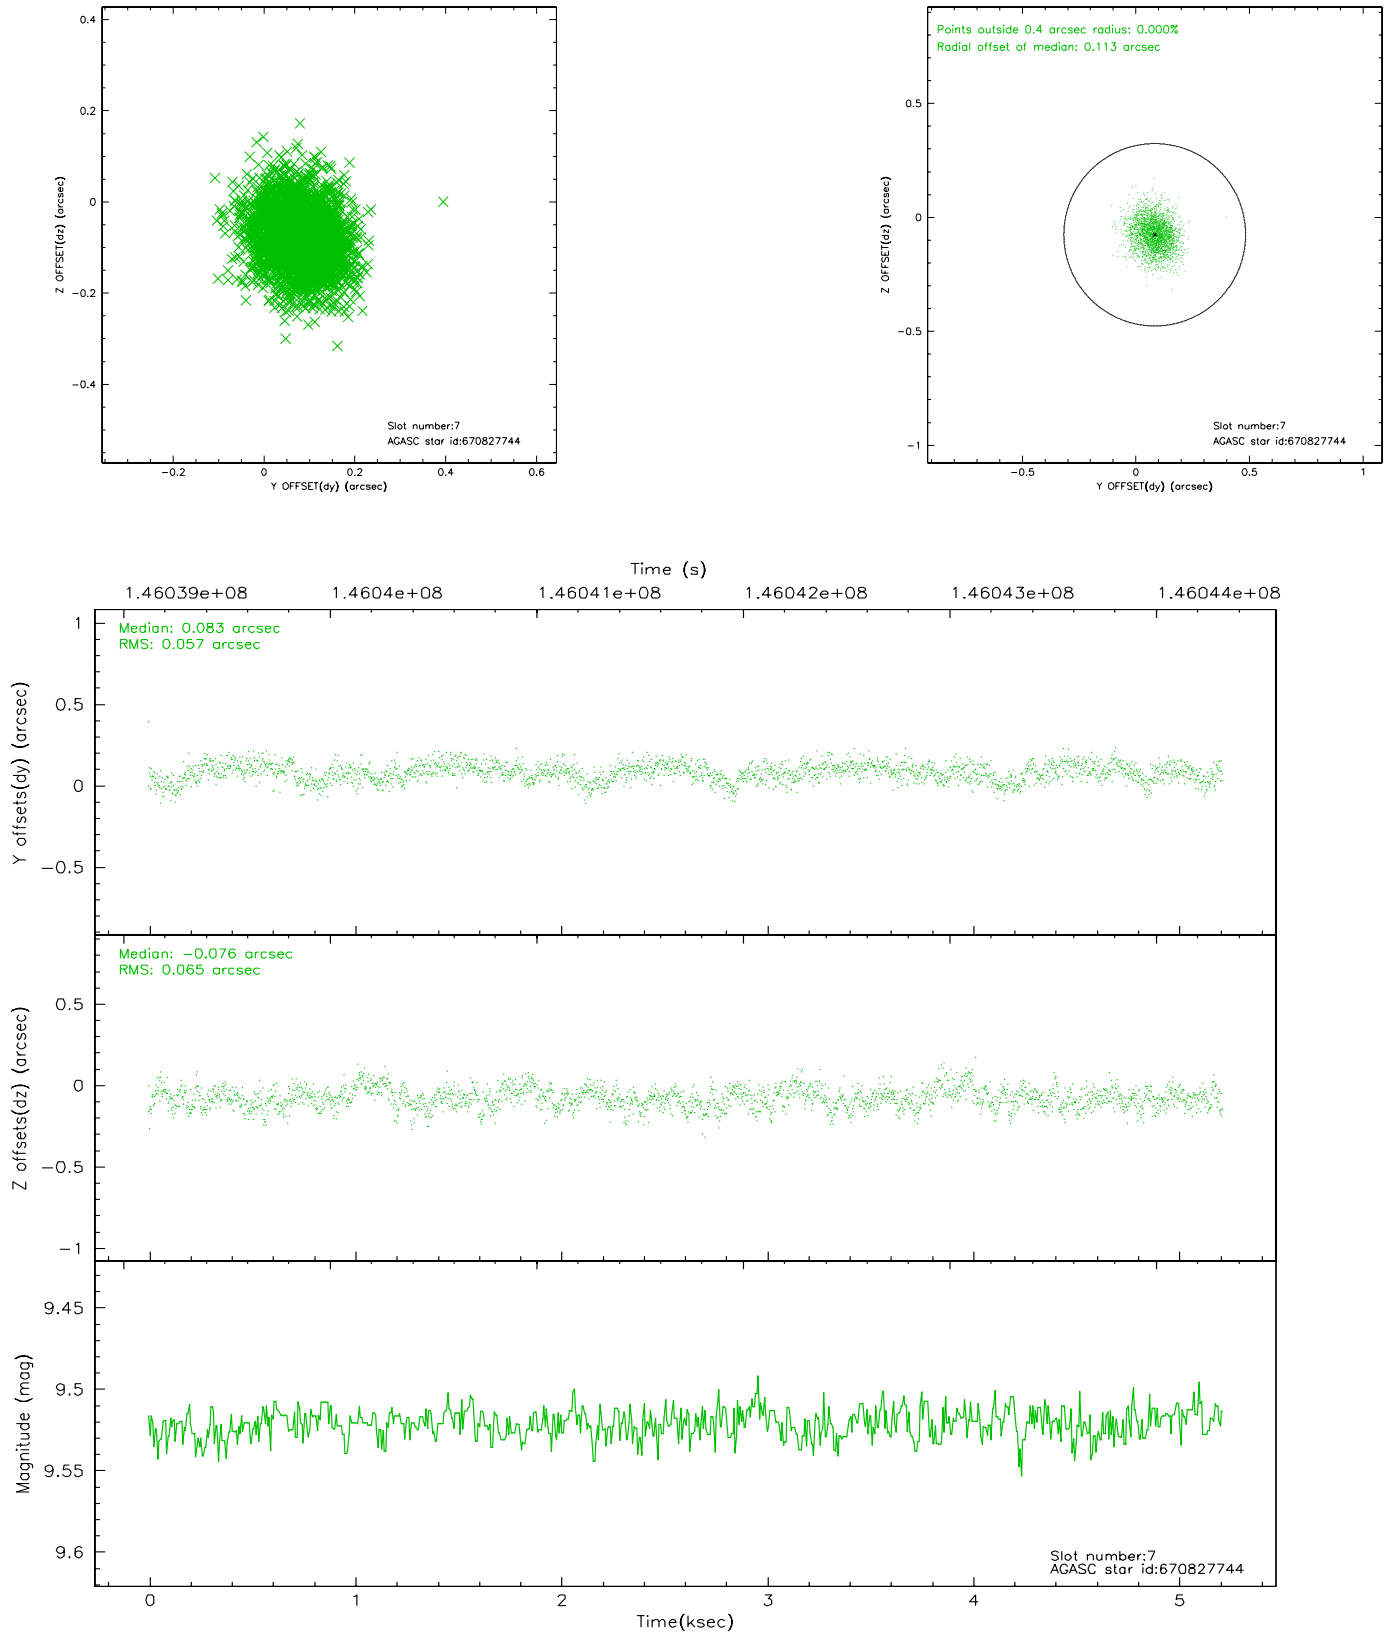 0.4
0.2
0
−0.2
−0.4
Z OFFSET(dz) (arcsec)
Slot number:7
AGASC star id:670827744
−0.2 0 0.2 0.4 0.6
Y OFFSET(dy) (arcsec)
Points outside 0.4 arcsec radius: 0.000%
Radial offset of median: 0.113 arcsec
0.5
0
−0.5
−1
Z OFFSET(dz) (arcsec)
Slot number:7
AGASC star id:670827744
−0.5 0 0.5 1
Y OFFSET(dy) (arcsec)
Time (s)
1.46039e+08 1.4604e+08 1.46041e+08 1.46042e+08 1.46043e+08 1.46044e+08
Median: 0.083 arcsec
RMS: 0.057 arcsec
1
0.5
0
−0.5
Y offsets(dy) (arcsec)
Median: −0.076 arcsec
RMS: 0.065 arcsec
0.5
0
−0.5
−1
Z offsets(dz) (arcsec)
9.45
9.5
9.55
9.6
Magnitude (mag)
Slot number:7
AGASC star id:670827744
0 1 2 3 4 5
Time(ksec)